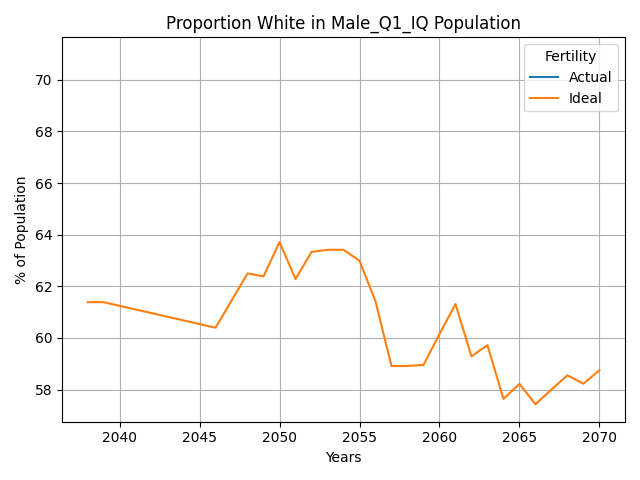 Proportion White in Male_Q1_IQ Population
Fertility
Actual
Ideal
% of Population
70
68
66
64
62
60
58
2040
2045
2050
2055
2060
2065
2070
Years